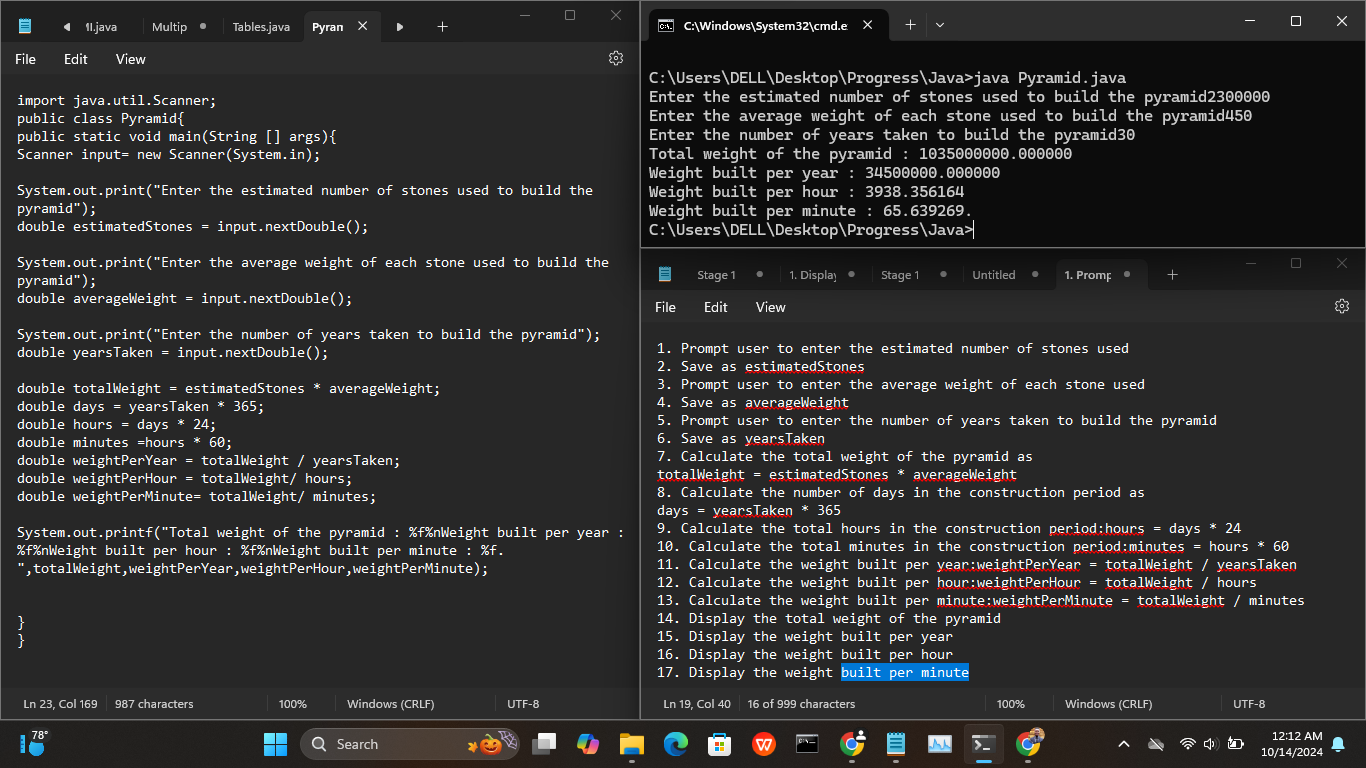 .java
Multip
Tables.java
Pyran
File Edit View
import java.util.Scanner;
public class Pyramid{
public static void main(String [] args){
Scanner input= new Scanner(System.in);
System.out.print("Enter the estimated number of stones used to build the
pyramid");
double estimatedStones = input.nextDouble();
System.out.print("Enter the average weight of each stone used to build the
pyramid");
double averageWeight = input.nextDouble();
System.out.print("Enter the number of years taken to build the pyramid");
double yearsTaken = input.nextDouble();
double totalWeight = estimatedStones * averageWeight;
double days = yearsTaken * 365;
double hours = days * 24;
double minutes =hours * 60;
double weightPerYear = totalWeight / yearsTaken;
double weightPerHour = totalWeight/ hours;
double weightPerMinute= totalWeight/ minutes;
System.out.printf("Total weight of the pyramid : %f%nWeight built per year :
%f%nWeight built per hour : %f%nWeight built per minute : %f.
",totalWeight,weightPerYear,weightPerHour,weightPerMinute);
}
}
Ln 23, Col 169 987 characters 100% Windows (CRLF) UTF-8
C:\Windows\System32\cmd.e
C:\Users\DELL\Desktop\Progress\Java>java Pyramid.java
Enter the estimated number of stones used to build the pyramid2300000
Enter the average weight of each stone used to build the pyramid450
Enter the number of years taken to build the pyramid30
Total weight of the pyramid : 1035000000.000000
Weight built per year : 34500000.000000
Weight built per hour : 3938.356164
Weight built per minute : 65.639269.
C:\Users\DELL\Desktop\Progress\Java>
Stage 1 1. Display Stage 1 Untitled 1. Promp
File Edit View
1. Prompt user to enter the estimated number of stones used
2. Save as estimatedStones
3. Prompt user to enter the average weight of each stone used
4. Save as averageWeight
5. Prompt user to enter the number of years taken to build the pyramid
6. Save as yearsTaken
7. Calculate the total weight of the pyramid as
totalWeight = estimatedStones * averageWeight
8. Calculate the number of days in the construction period as
days = yearsTaken * 365
9. Calculate the total hours in the construction period:hours = days * 24
10. Calculate the total minutes in the construction period:minutes = hours * 60
11. Calculate the weight built per year:weightPerYear = totalWeight / yearsTaken
12. Calculate the weight built per hour:weightPerHour = totalWeight / hours
13. Calculate the weight built per minute:weightPerMinute = totalWeight / minutes
14. Display the total weight of the pyramid
15. Display the weight built per year
16. Display the weight built per hour
17. Display the weight built per minute
Ln 19, Col 40 16 of 999 characters 100% Windows (CRLF) UTF-8
78°
Search
12:12 AM
10/14/2024